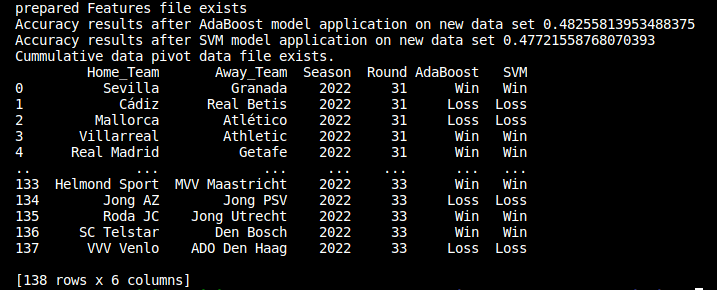 prepared Features file exists
Accuracy results after AdaBoost model application on new data set 0.48255813953488375
Accuracy results after SVM model application on new data set 0.47721558768070393
Cummulative data pivot data file exists.
Home_Team Away_Team Season Round AdaBoost SVM
0 Sevilla Granada 2022 31 Win Win
1 Cádiz Real Betis 2022 31 Loss Loss
2 Mallorca Atlético 2022 31 Loss Loss
3 Villarreal Athletic 2022 31 Win Win
4 Real Madrid Getafe 2022 31 Win Win
.. ... ... ... ... ... ...
133 Helmond Sport MVV Maastricht 2022 33 Win Win
134 Jong AZ Jong PSV 2022 33 Loss Loss
135 Roda JC Jong Utrecht 2022 33 Win Win
136 SC Telstar Den Bosch 2022 33 Win Win
137 VVV Venlo ADO Den Haag 2022 33 Loss Loss
[138 rows x 6 columns]